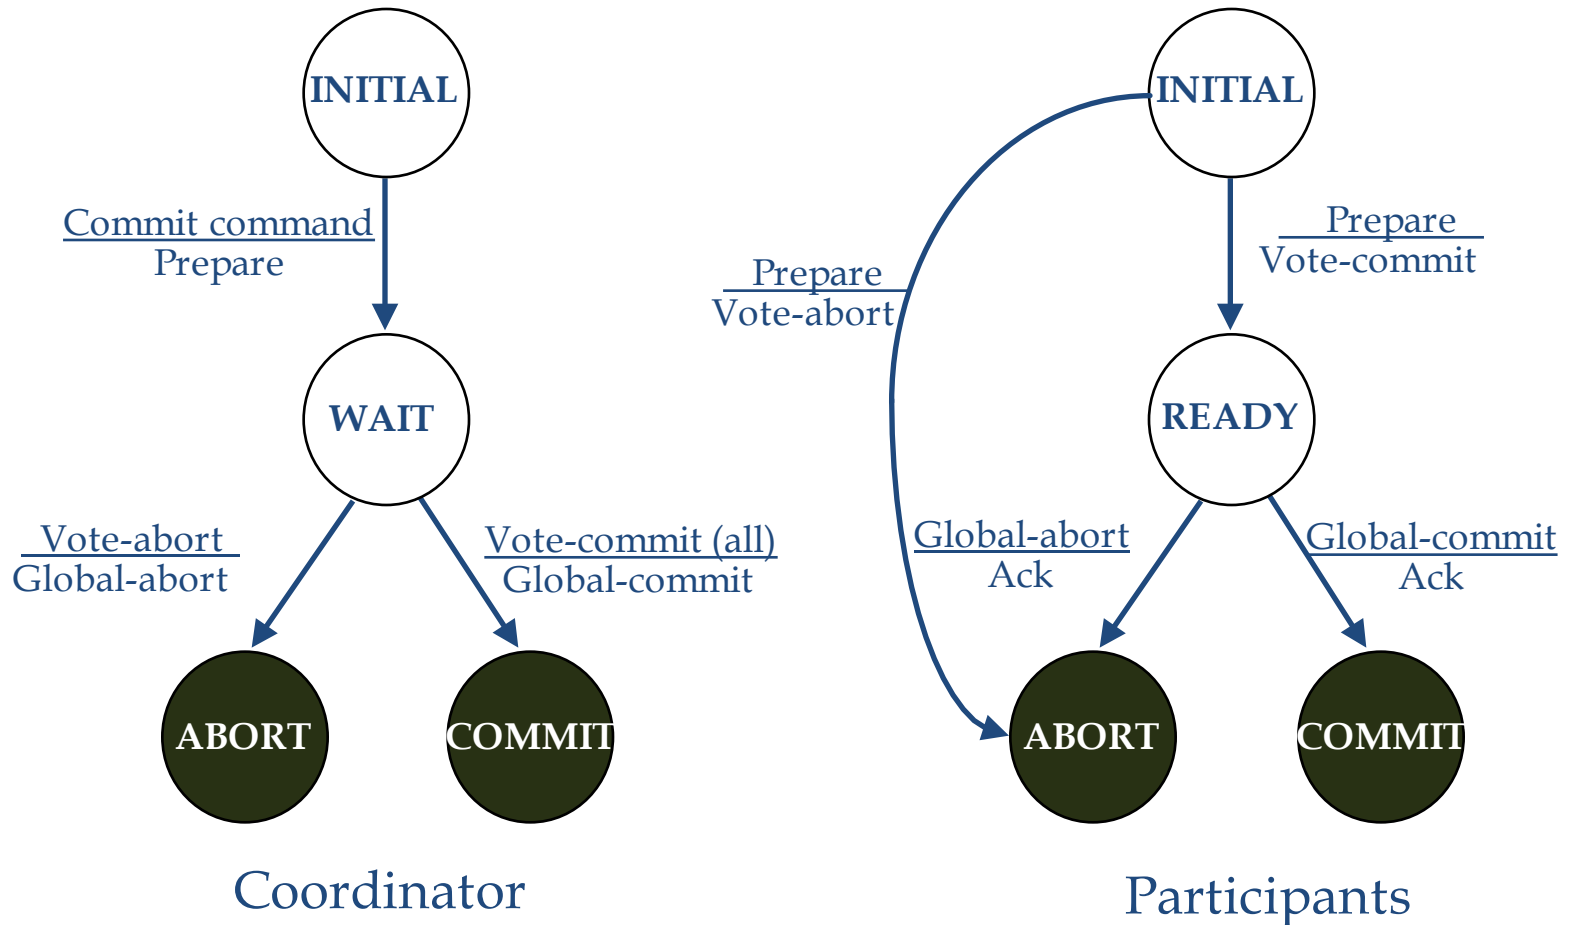 INITIAL
Commit command
Prepare
WAIT
Vote-abort
Global-abort
Vote-commit (all)
Global-commit
ABORT
COMMIT
Coordinator
INITIAL
Prepare
Vote-commit
Prepare
Vote-abort
READY
Global-abort
Ack
Global-commit
Ack
ABORT
COMMIT
Participants